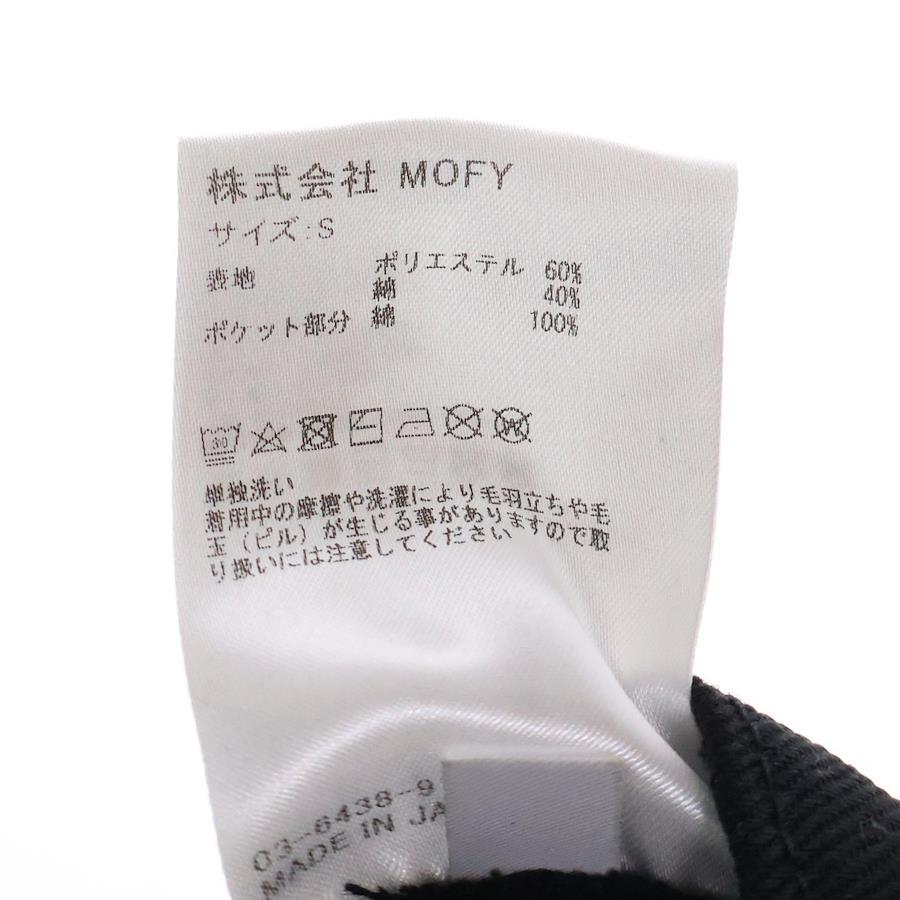 株式会社 MOFY
サイズ:S
表地 ポリエステル 60%
綿 40%
ポケット部分 綿 100%
30
W
単独洗い
着用中の摩擦や洗濯により毛羽立ちや毛
玉(ピル)が生じる事がありますので取
り扱いには注意してください
03-6438-9
MADE IN JA